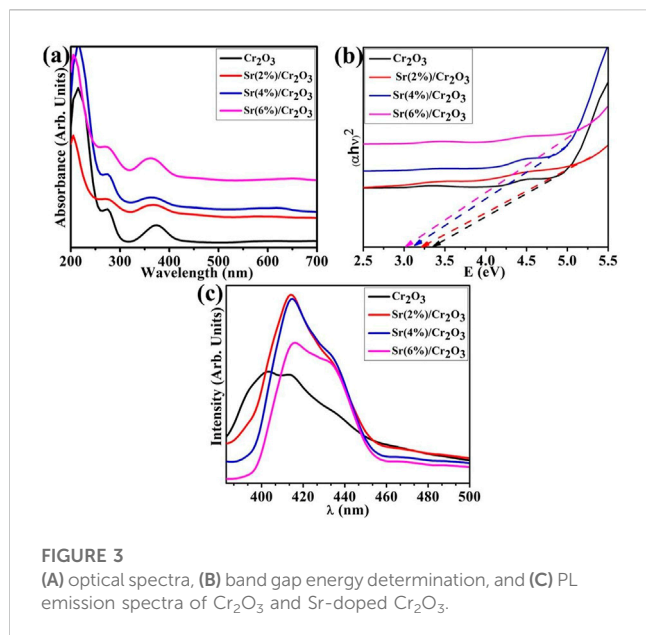 (a)
Cr₂O₃
Sr(2%)/Cr₂O₃
Sr(4%)/Cr₂O₃
Sr(6%)/Cr₂O₃
Absorbance (Arb. Units)
200 300 400 500 600 700
Wavelength (nm)
(b)
Cr₂O₃
Sr(2%)/Cr₂O₃
Sr(4%)/Cr₂O₃
Sr(6%)/Cr₂O₃
(αhν)²
2.5 3.0 3.5 4.0 4.5 5.0 5.5
E (eV)
(c)
Cr₂O₃
Sr(2%)/Cr₂O₃
Sr(4%)/Cr₂O₃
Sr(6%)/Cr₂O₃
Intensity (Arb. Units)
400 420 440 460 480 500
λ (nm)
FIGURE 3
(A) optical spectra, (B) band gap energy determination, and (C) PL
emission spectra of Cr₂O₃ and Sr-doped Cr₂O₃.